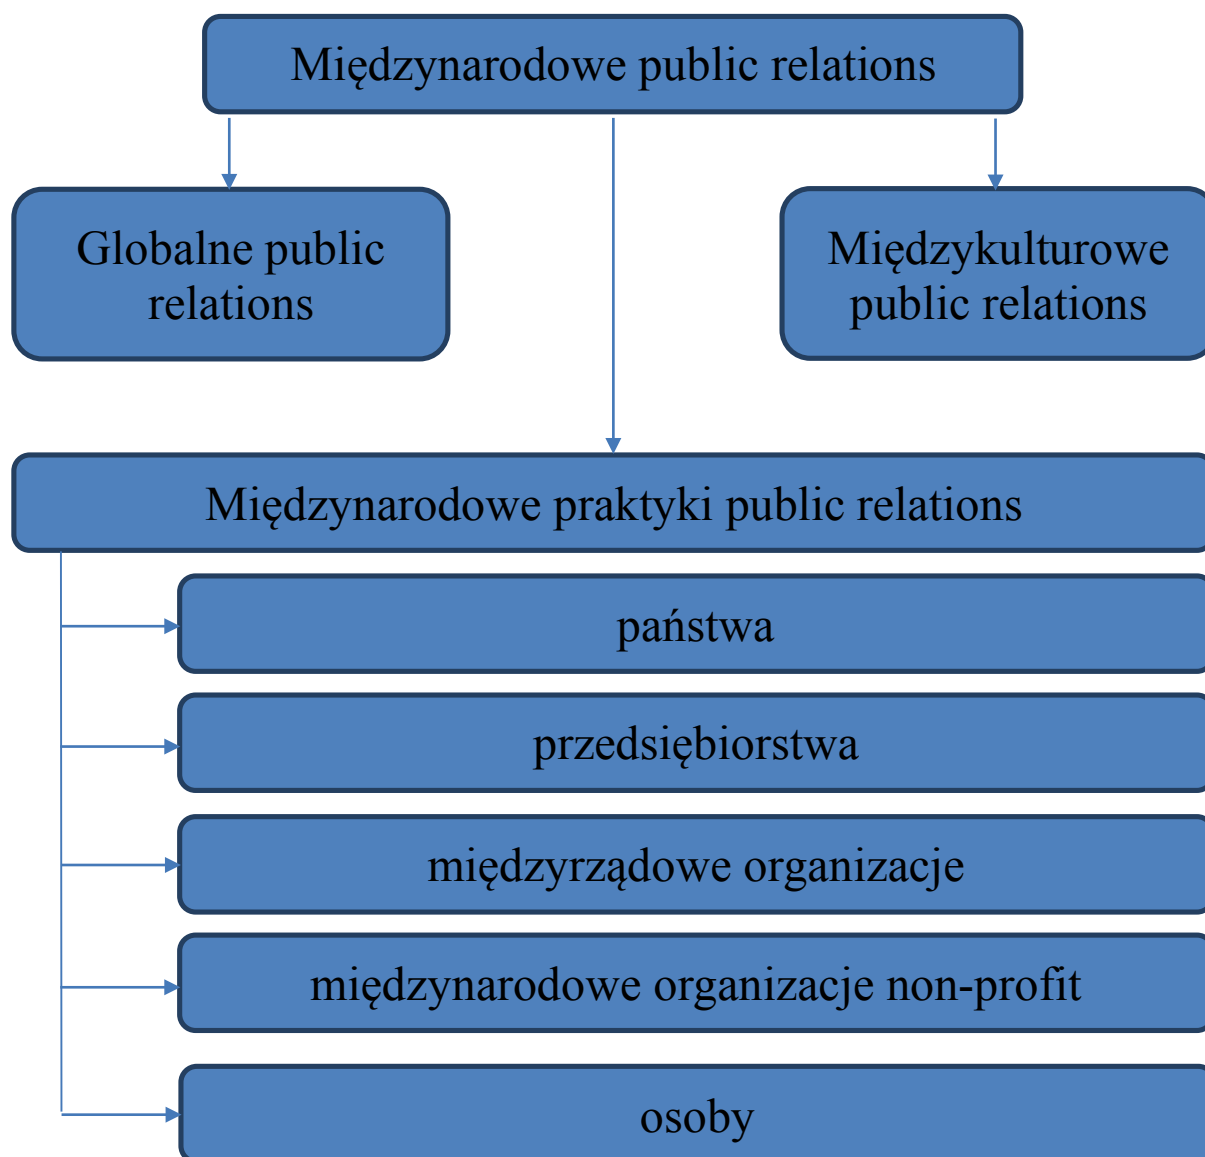 Międzynarodowe public relations
Globalne public
relations
Międzykulturowe
public relations
Międzynarodowe praktyki public relations
państwa
przedsiębiorstwa
międzyrządowe organizacje
międzynarodowe organizacje non-profit
osoby